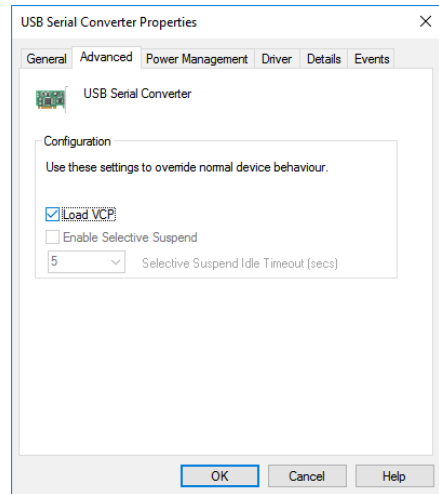 USB Serial Converter Properties
General Advanced Power Management Driver Details Events
USB Serial Converter
Configuration
Use these settings to override normal device behaviour.
Load VCP
Enable Selective Suspend
5 Selective Suspend Idle Timeout (secs)
OK Cancel Help